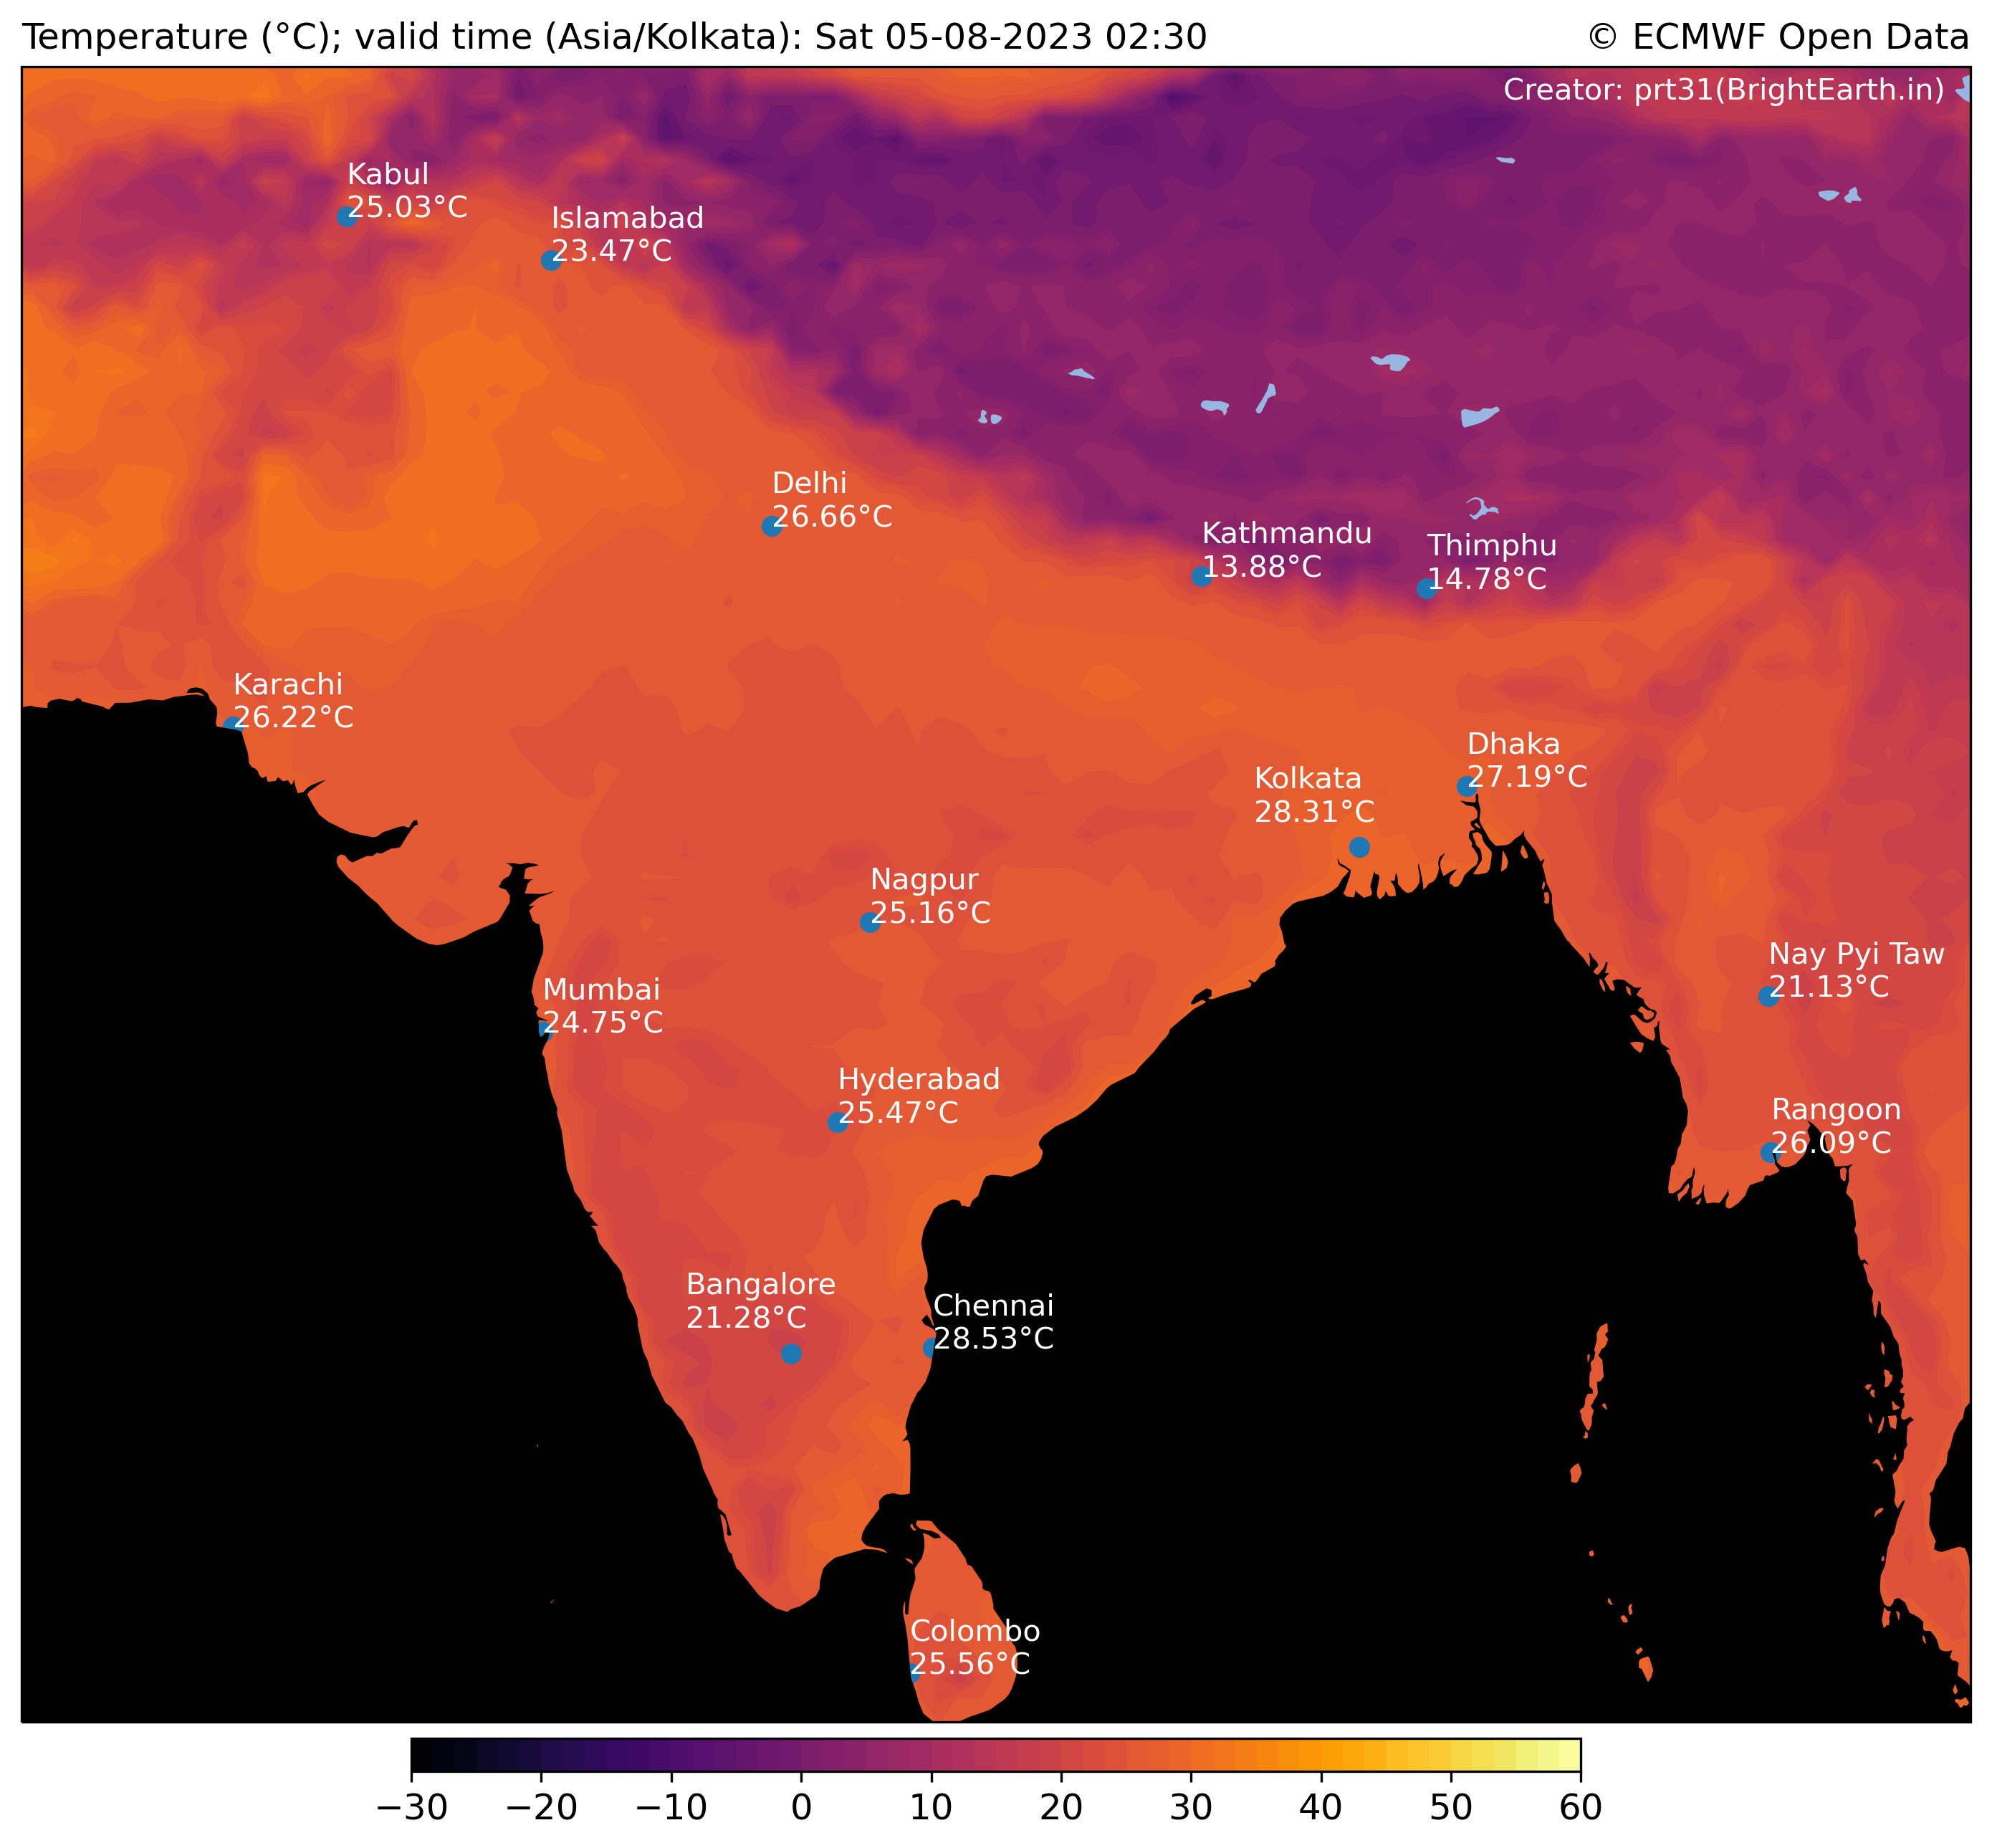 Temperature (°C); valid time (Asia/Kolkata): Sat 05-08-2023 02:30
© ECMWF Open Data
Creator: prt31(BrightEarth.in)
Kabul
25.03°C
Islamabad
23.47°C
Delhi
26.66°C
Kathmandu
13.88°C
Thimphu
14.78°C
Karachi
26.22°C
Dhaka
27.19°C
Kolkata
28.31°C
Nagpur
25.16°C
Nay Pyi Taw
21.13°C
Mumbai
24.75°C
Hyderabad
25.47°C
Rangoon
26.09°C
Bangalore
21.28°C
Chennai
28.53°C
Colombo
25.56°C
−30 −20 −10 0 10 20 30 40 50 60